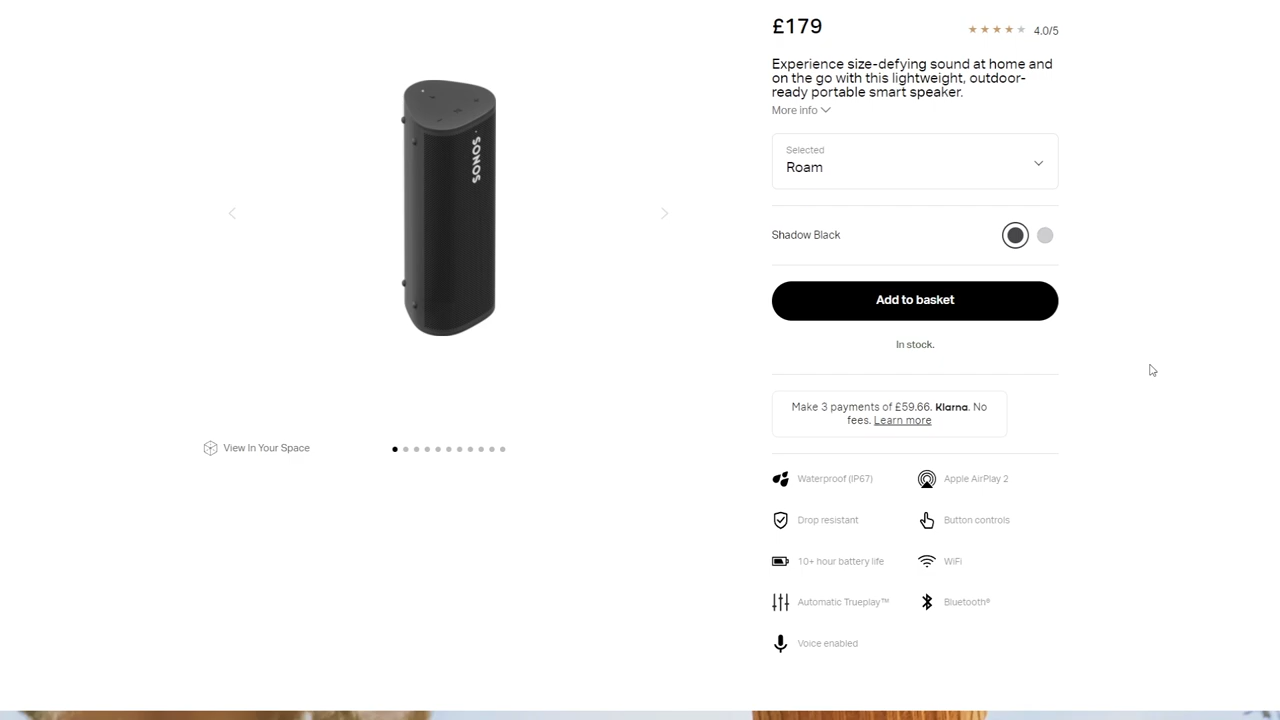 £179
4.0/5
Experience size-defying sound at home and
on the go with this lightweight, outdoor-
ready portable smart speaker.
More info
Selected
Roam
Shadow Black
Add to basket
In stock.
Make 3 payments of £59.66. Klarna. No
fees. Learn more
Waterproof (IP67)
Apple AirPlay 2
Drop resistant
Button controls
10+ hour battery life
WiFi
Automatic Trueplay™
Bluetooth®
Voice enabled
SONOS
View In Your Space